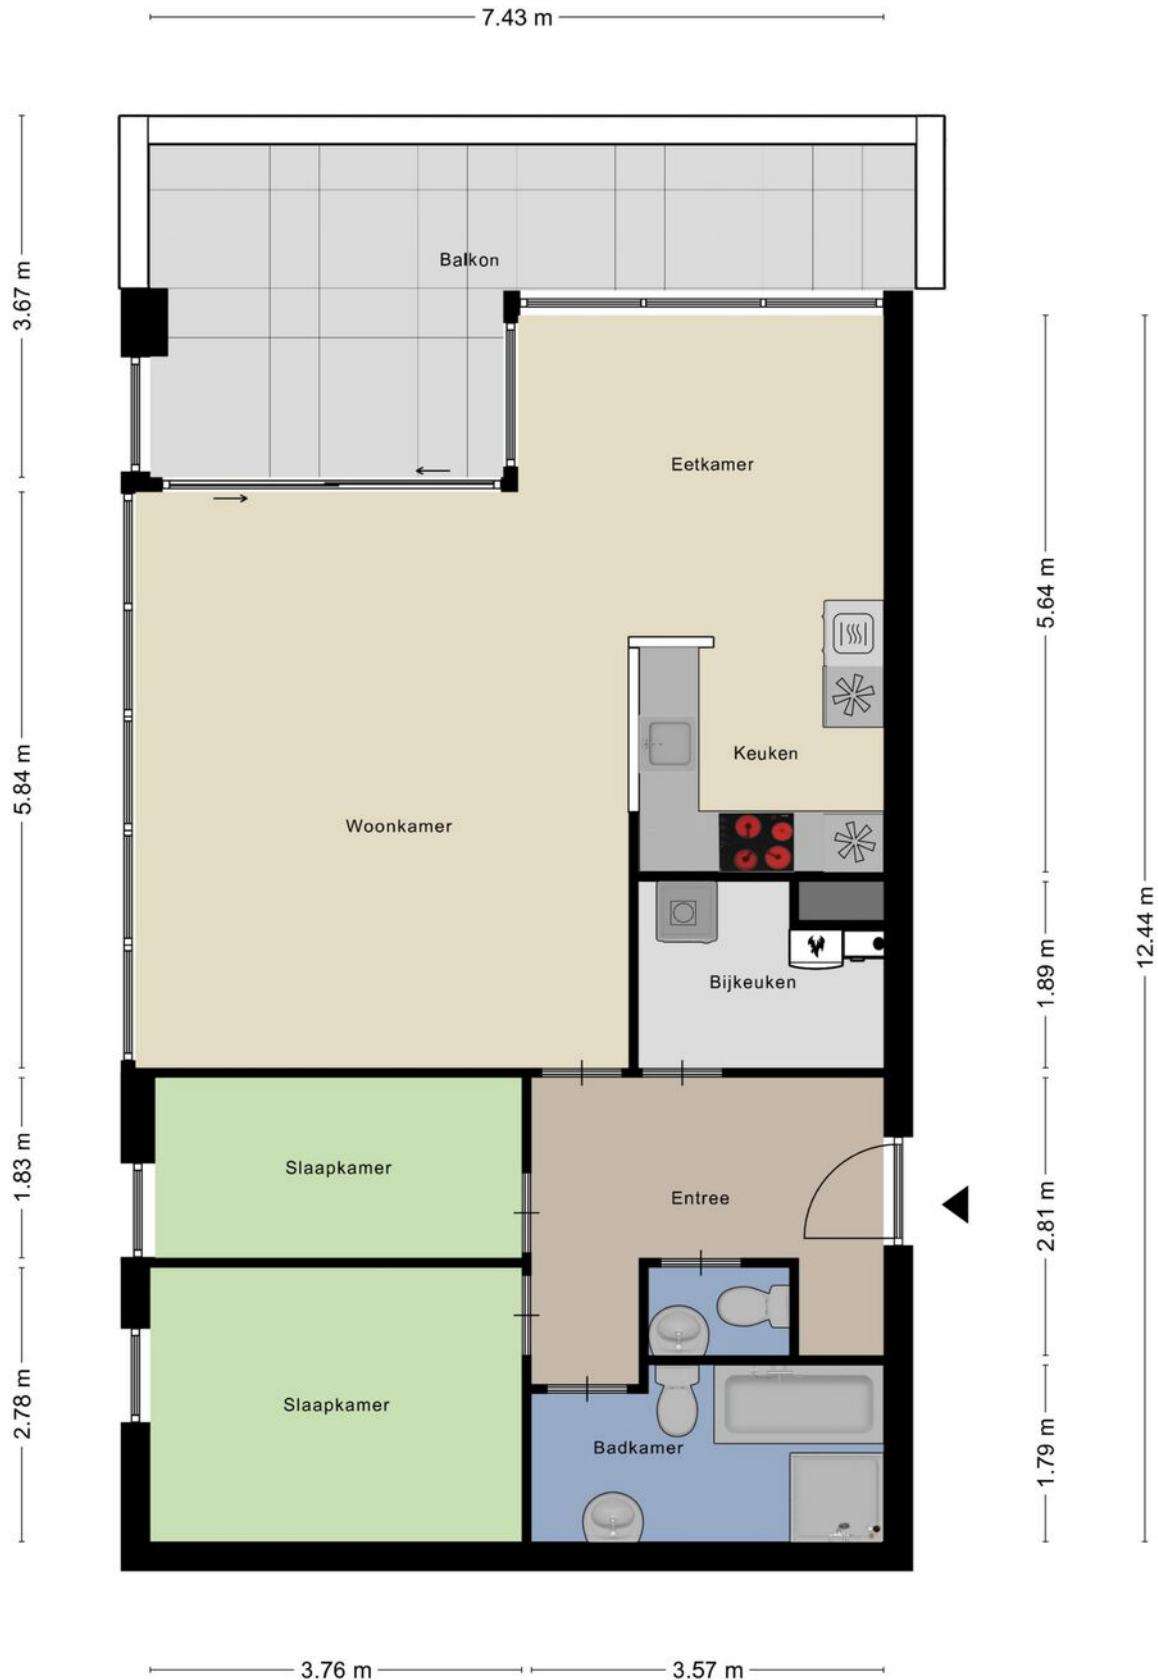 7.43 m
3.67 m
Balkon
Eetkamer
5.64 m
5.84 m
Keuken
Woonkamer
12.44 m
1.89 m
Bijkeuken
1.83 m
Slaapkamer
Entree
2.81 m
2.78 m
Slaapkamer
Badkamer
1.79 m
3.76 m
3.57 m